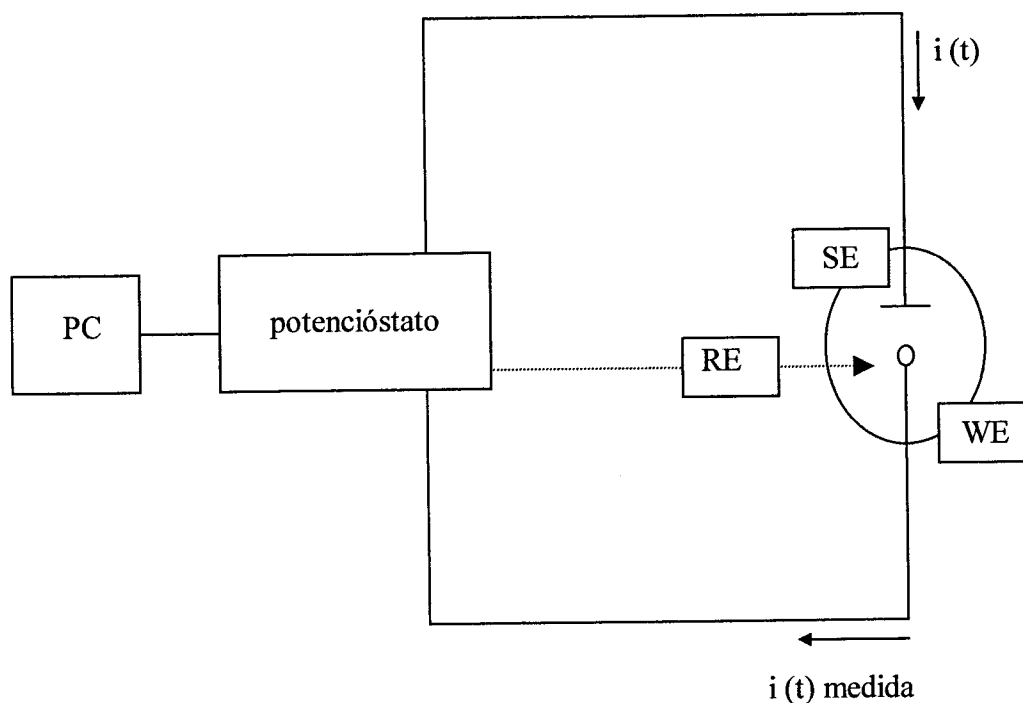 i (t)
SE
PC
potencióstato
RE
WE
i (t) medida